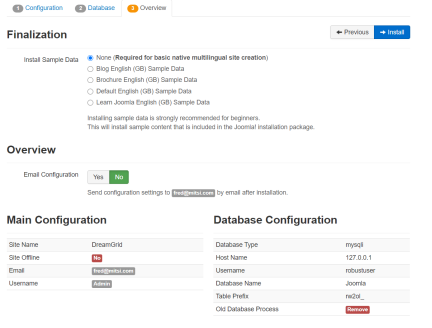 1 Configuration 2 Database 3 Overview
Finalization
Previous Install
Install Sample Data
None (Required for basic native multilingual site creation)
Blog English (GB) Sample Data
Brochure English (GB) Sample Data
Default English (GB) Sample Data
Learn Joomla English (GB) Sample Data
Installing sample data is strongly recommended for beginners.
This will install sample content that is included in the Joomla! installation package.
Overview
Email Configuration Yes No
Send configuration settings to fred@mitsi.com by email after installation.
Main Configuration
Site Name DreamGrid
Site Offline No
Email fred@mitsi.com
Username Admin
Database Configuration
Database Type mysqli
Host Name 127.0.0.1
Username robustuser
Database Name Joomla
Table Prefix
Old Database Process Remove